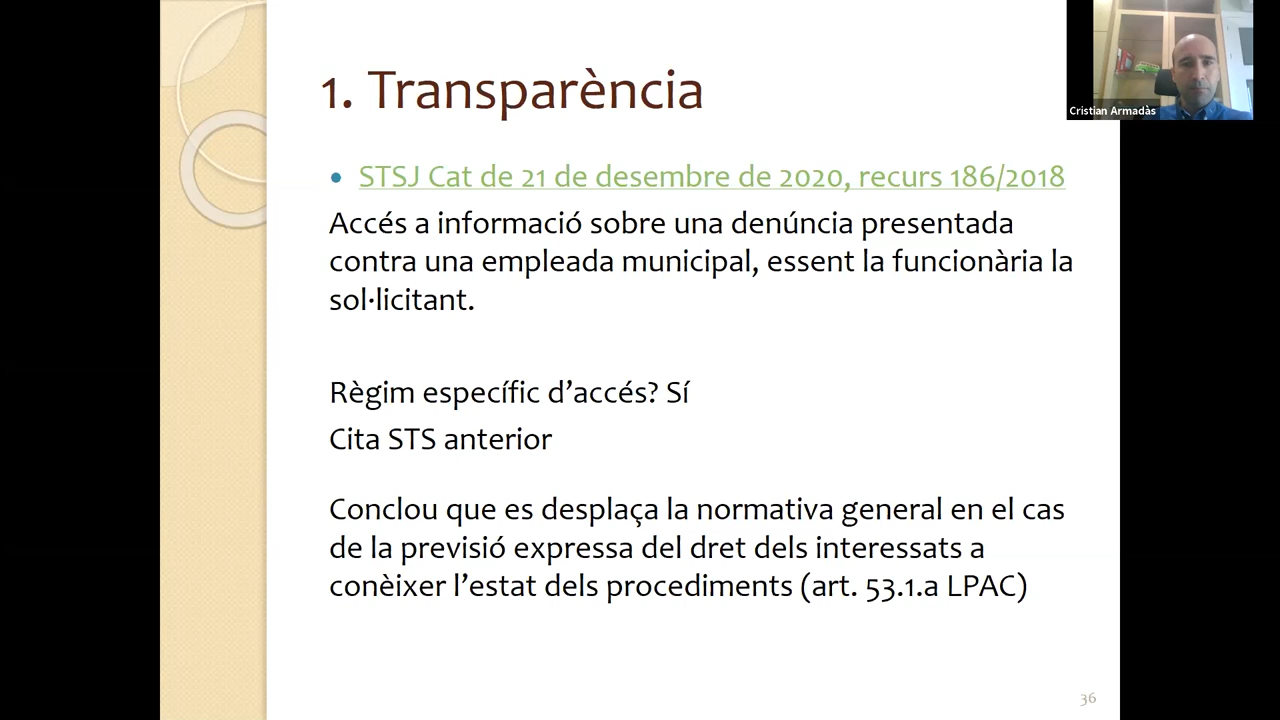 1. Transparència
Cristian Armadàs
• STSJ Cat de 21 de desembre de 2020, recurs 186/2018
Accés a informació sobre una denúncia presentada
contra una empleada municipal, essent la funcionària la
sol·licitant.
Règim específic d’accés? Sí
Cita STS anterior
Conclou que es desplaça la normativa general en el cas
de la previsió expressa del dret dels interessats a
conèixer l’estat dels procediments (art. 53.1.a LPAC)
36